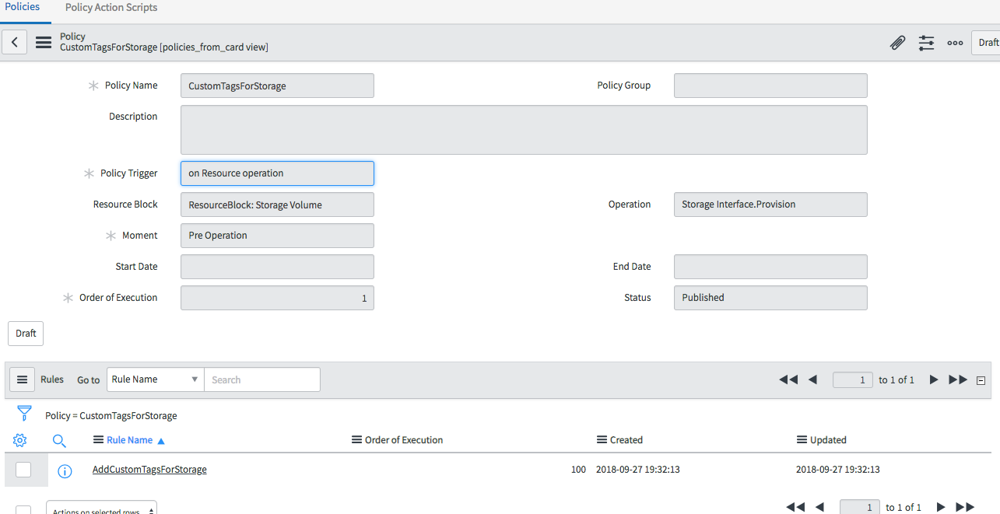 Policies Policy Action Scripts
Policy
CustomTagsForStorage [policies_from_card view]
Draft
Policy Name CustomTagsForStorage Policy Group
Description
Policy Trigger on Resource operation
Resource Block ResourceBlock: Storage Volume Operation Storage Interface.Provision
Moment Pre Operation
Start Date End Date
Order of Execution 1 Status Published
Draft
Rules Go to Rule Name Search 1 to 1 of 1
Policy = CustomTagsForStorage
Rule Name Order of Execution Created Updated
AddCustomTagsForStorage 100 2018-09-27 19:32:13 2018-09-27 19:32:13
Actions on selected rows... 1 to 1 of 1